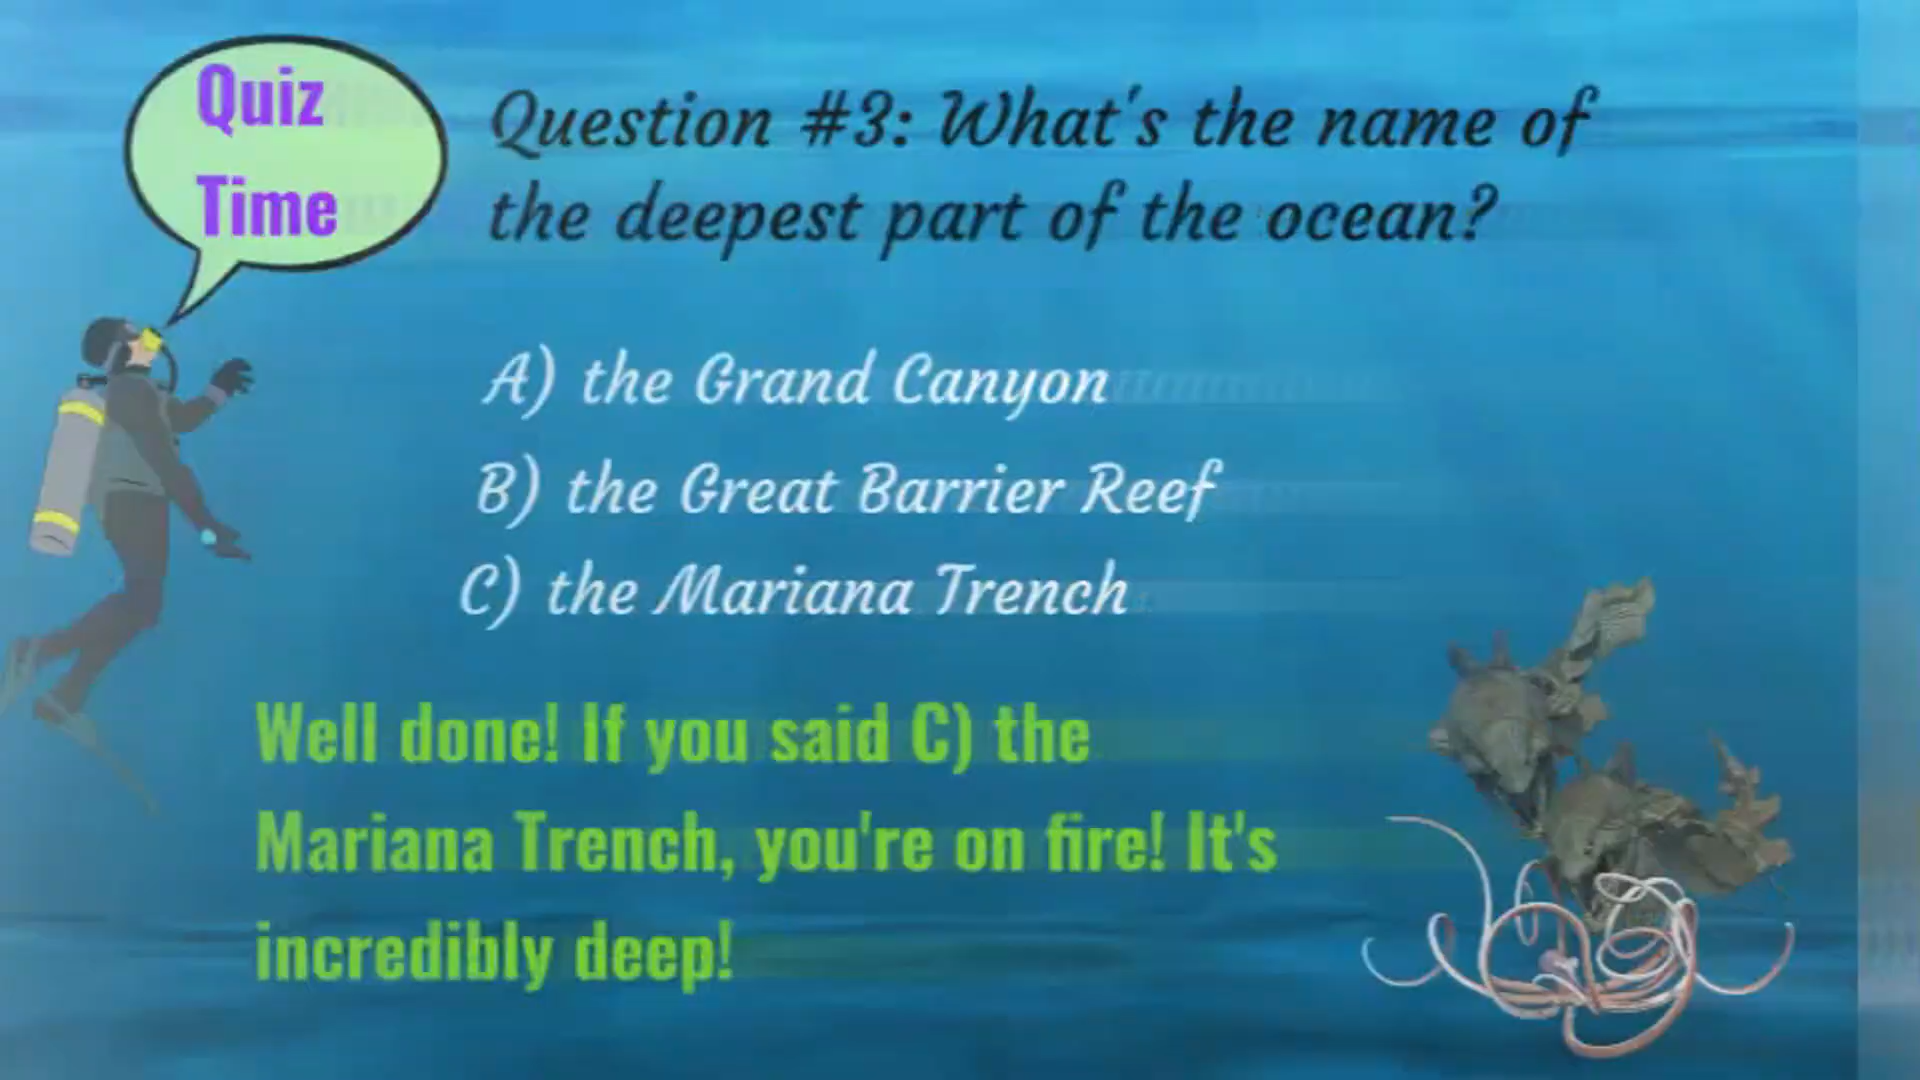 Quiz
Time
Question #3: What's the name of
the deepest part of the ocean?
A) the Grand Canyon
B) the Great Barrier Reef
C) the Mariana Trench
Well done! If you said C) the
Mariana Trench, you're on fire! It's
incredibly deep!